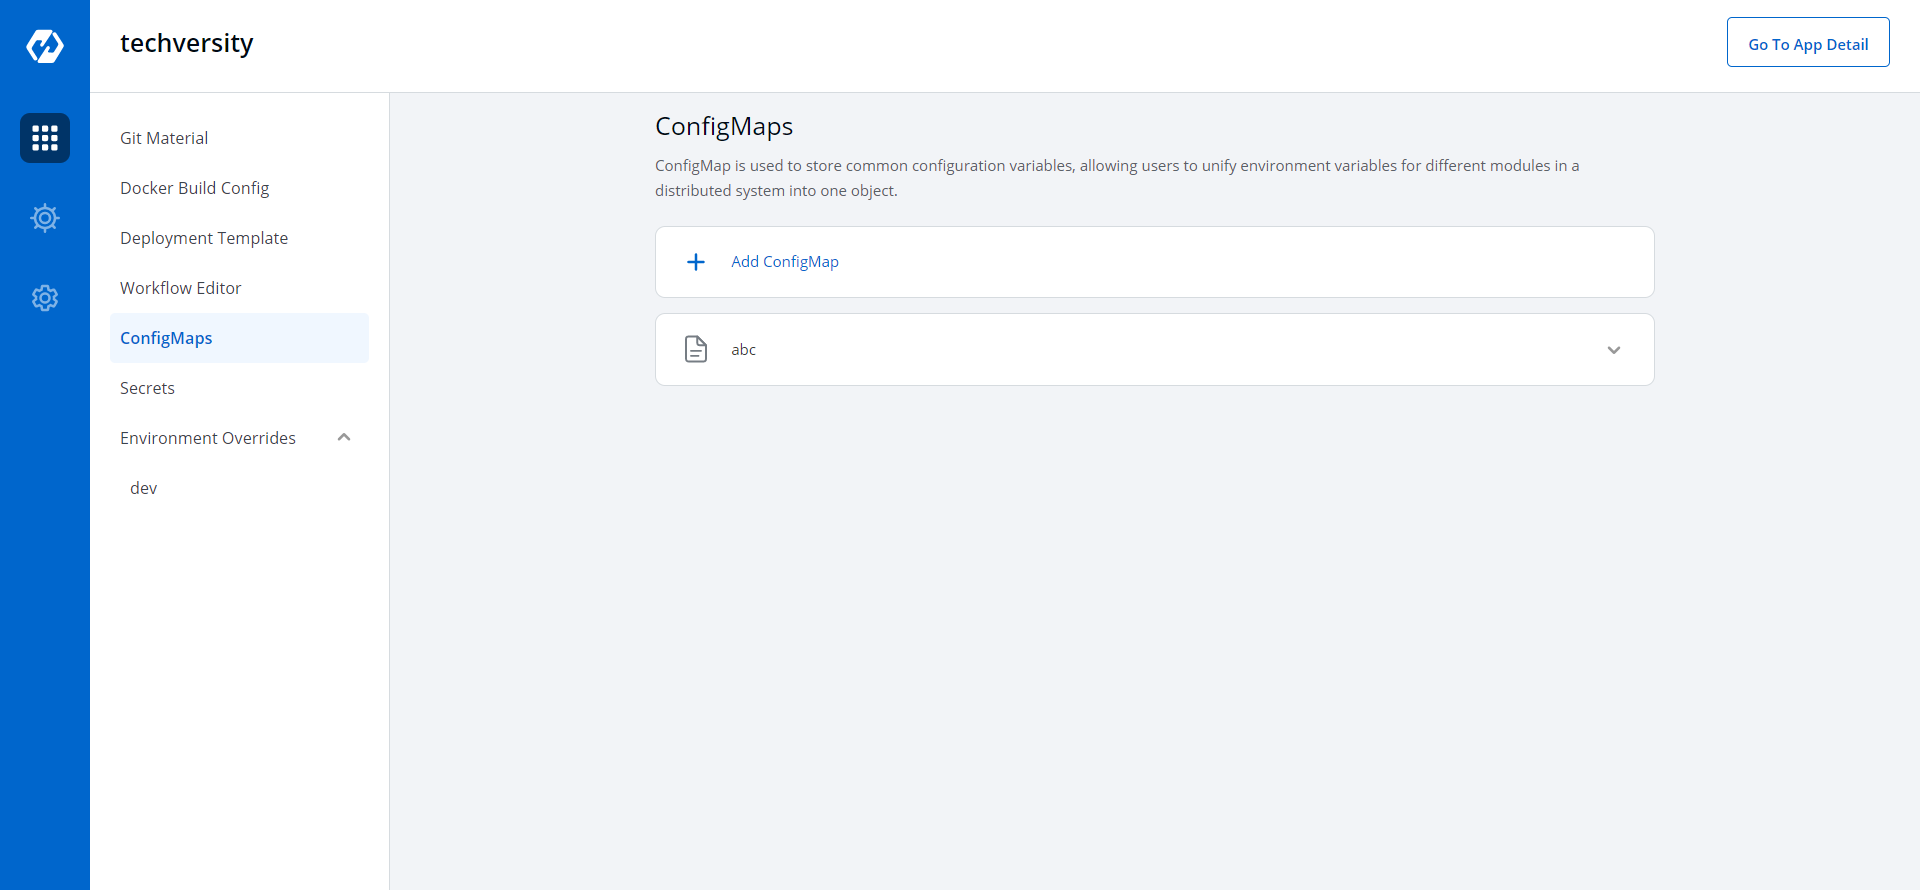 techversity
Go To App Detail
Git Material
Docker Build Config
Deployment Template
Workflow Editor
ConfigMaps
Secrets
Environment Overrides
dev
ConfigMaps
ConfigMap is used to store common configuration variables, allowing users to unify environment variables for different modules in a
distributed system into one object.
Add ConfigMap
abc